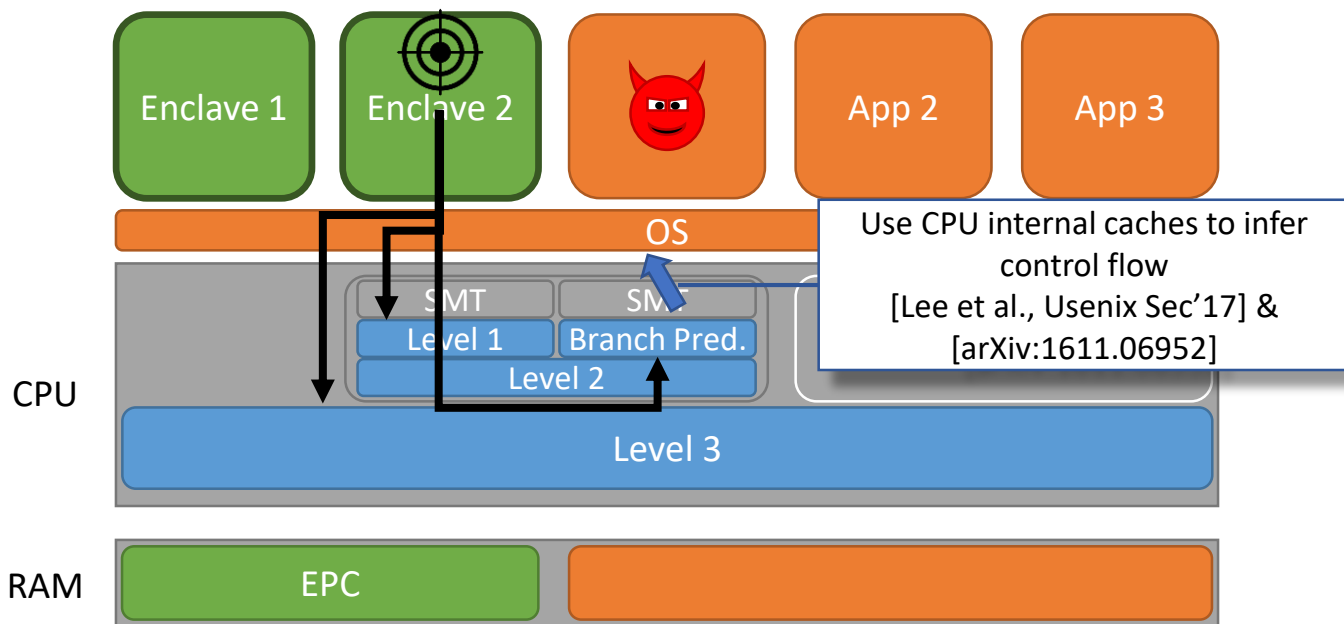 Enclave 1
Enclave 2
App 2
App 3
OS
Use CPU internal caches to infer
control flow
[Lee et al., Usenix Sec’17] &
[arXiv:1611.06952]
SMT
SMT
Level 1
Branch Pred.
Level 2
CPU
Level 3
RAM
EPC